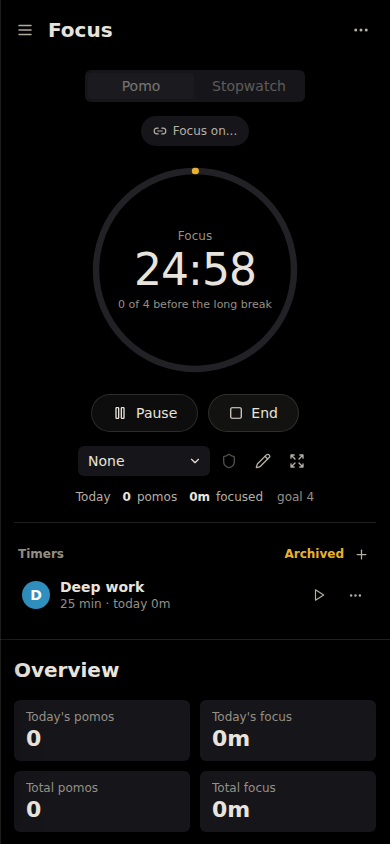 Focus
Pomo
Stopwatch
Focus on...
Focus
24:58
0 of 4 before the long break
Pause
End
None
Today 0 pomos 0m focused goal 4
Timers
Archived
D
Deep work
25 min · today 0m
Overview
Today's pomos
0
Today's focus
0m
Total pomos
0
Total focus
0m